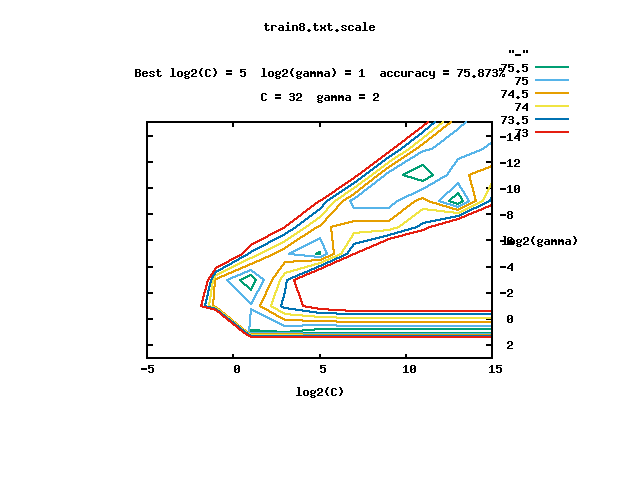 train8.txt.scale
"-"
Best log2(C) = 5  log2(gamma) = 1  accuracy = 75.873%
75.5
75
C = 32  gamma = 2
74.5
74
73.5
73
-14
-12
-10
-8
-6
log2(gamma)
-4
-2
0
2
-5 0 5 10 15
log2(C)